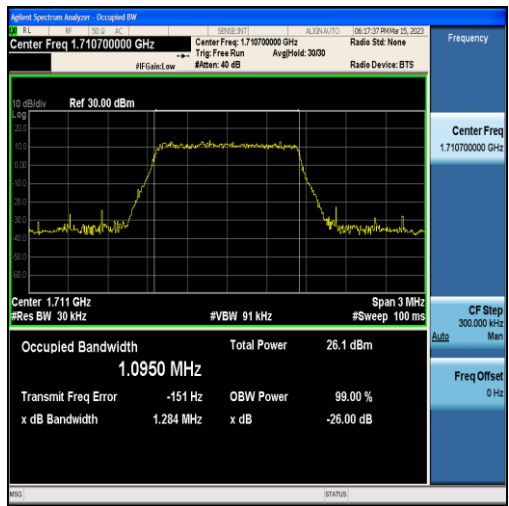 Agilent Spectrum Analyzer - Occupied BW
RL RF 50 Ω AC SENSE:INT ALIGN AUTO 06:17:37 PM Mar 15, 2023
Center Freq 1.710700000 GHz
Center Freq: 1.710700000 GHz Radio Std: None
Trig: Free Run Avg|Hold: 30/30
#IFGain:Low #Atten: 40 dB Radio Device: BTS
Frequency
10 dB/div Ref 30.00 dBm
Log
20.0
10.0
0.00
-10.0
-20.0
-30.0
-40.0
-50.0
-60.0
Center Freq
1.710700000 GHz
Center 1.711 GHz Span 3 MHz
#Res BW 30 kHz #VBW 91 kHz #Sweep 100 ms
CF Step
300.000 kHz
Auto Man
Occupied Bandwidth Total Power 26.1 dBm
1.0950 MHz
Transmit Freq Error -151 Hz OBW Power 99.00 %
x dB Bandwidth 1.284 MHz x dB -26.00 dB
Freq Offset
0 Hz
MSG STATUS